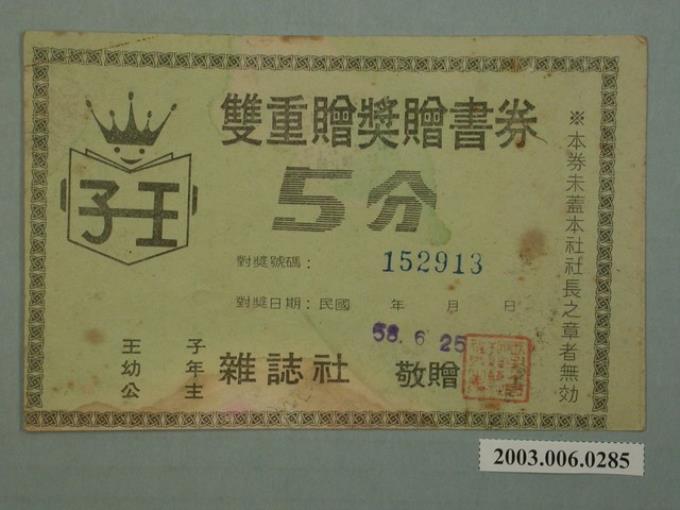 雙重贈獎贈書券
王子
5分
對獎號碼： 152913
對獎日期：民國 年 月 日
58. 6 25
王子
幼年 雜誌社 敬贈
公主
※本券未蓋本社社長之章者無効
2003.006.0285